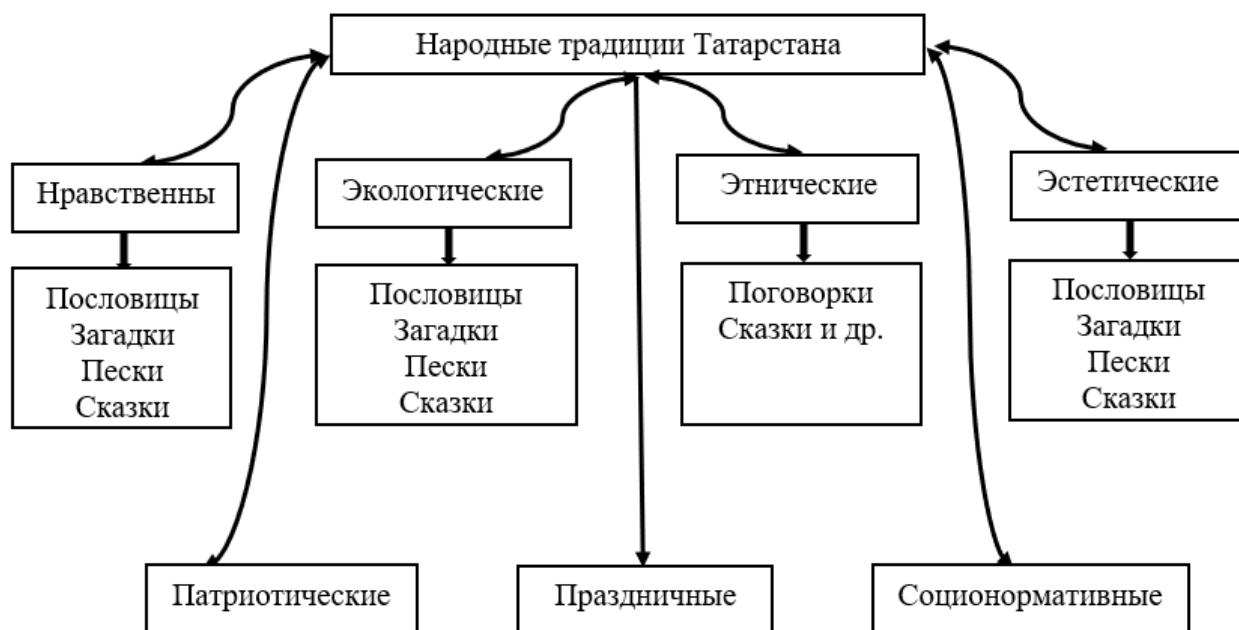 Народные традиции Татарстана
Нравственны
Экологические
Этнические
Эстетические
Пословицы
Загадки
Пески
Сказки
Пословицы
Загадки
Пески
Сказки
Поговорки
Сказки и др.
Пословицы
Загадки
Пески
Сказки
Патриотические
Праздничные
Соционормативные